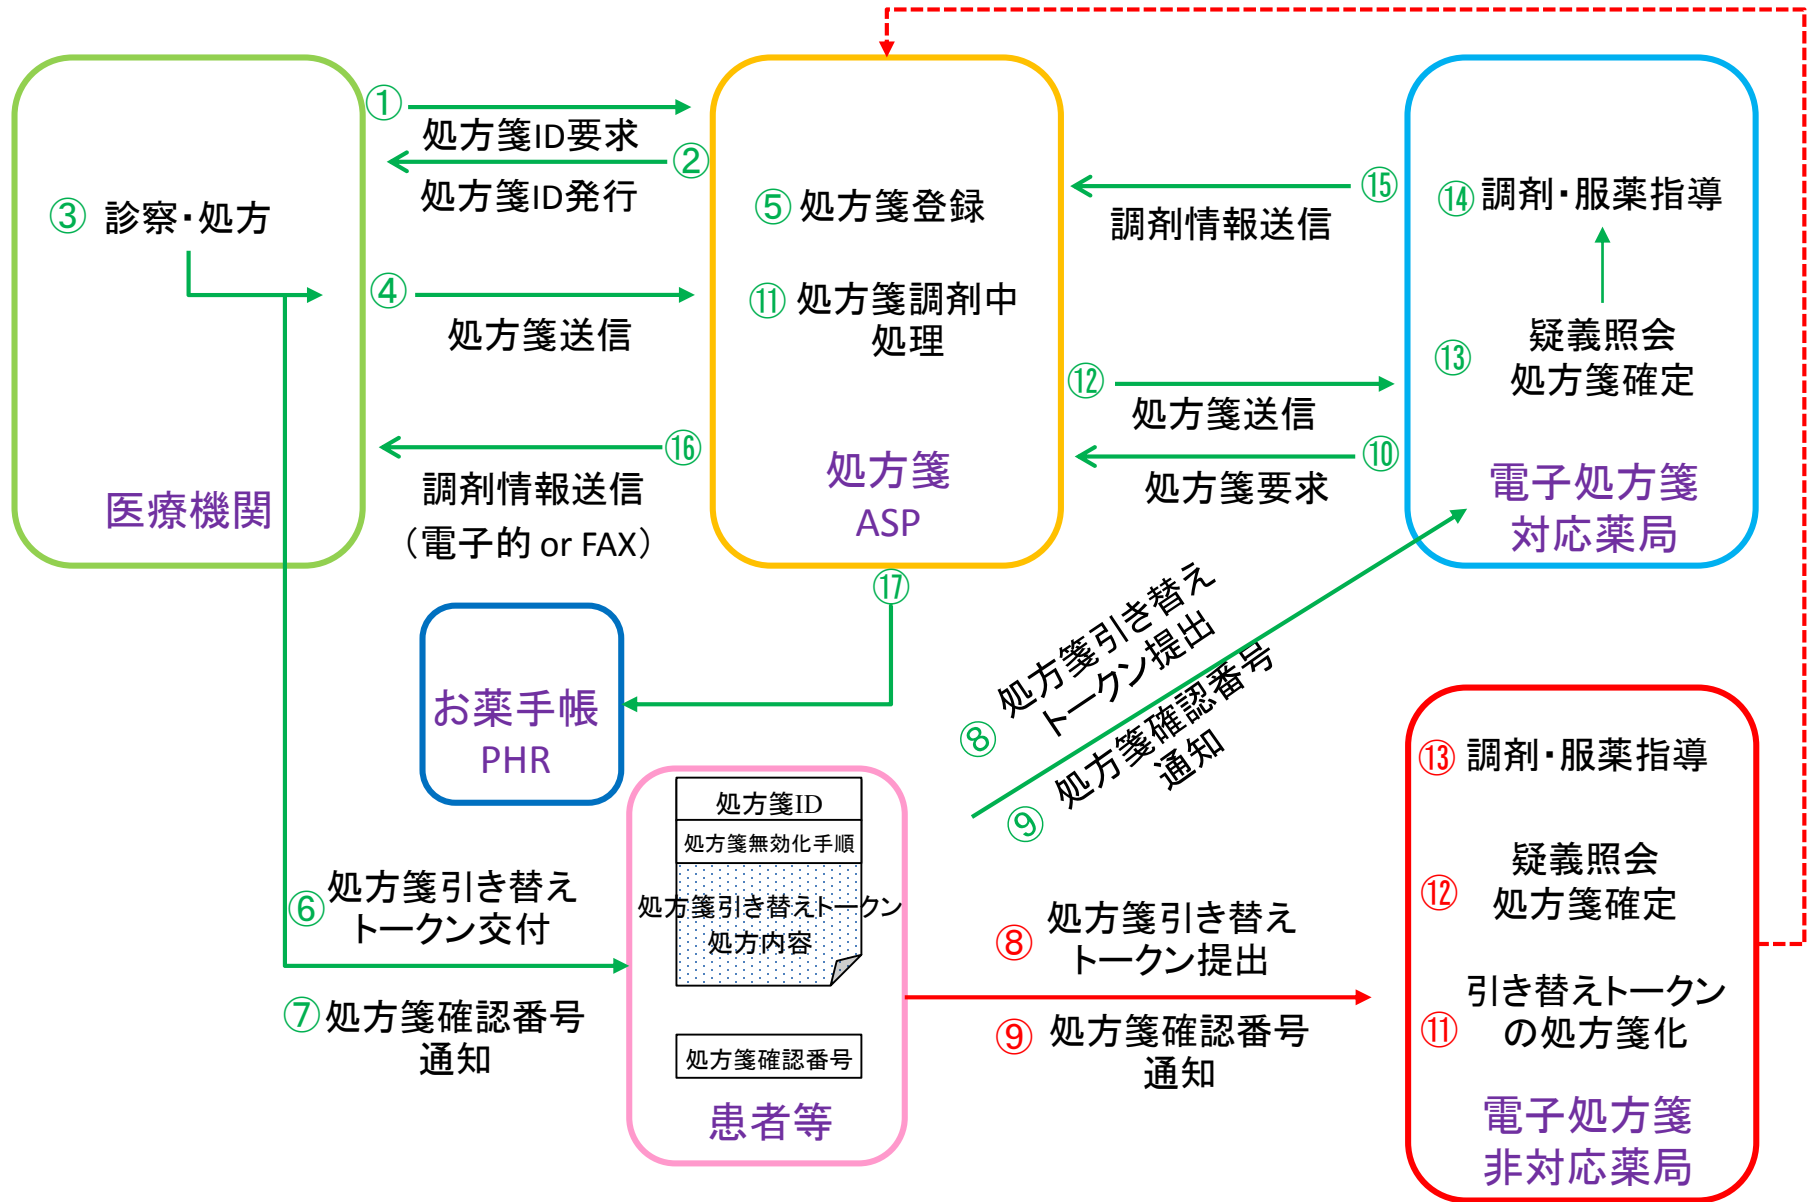 ①
処方箋ID要求
②
処方箋ID発行
③ 診察・処方
④
処方箋送信
⑯
調剤情報送信
（電子的 or FAX）
医療機関
⑤ 処方箋登録
⑪ 処方箋調剤中
処理
処方箋
ASP
⑮
調剤情報送信
⑫
処方箋送信
⑩
処方箋要求
⑭ 調剤・服薬指導
⑬ 疑義照会
処方箋確定
電子処方箋
対応薬局
⑰
お薬手帳
PHR
⑧ 処方箋引き替え
トークン提出
⑨ 処方箋確認番号
通知
⑥ 処方箋引き替え
トークン交付
⑦ 処方箋確認番号
通知
処方箋ID
処方箋無効化手順
処方箋引き替えトークン
処方内容
処方箋確認番号
患者等
⑧ 処方箋引き替え
トークン提出
⑨ 処方箋確認番号
通知
⑬ 調剤・服薬指導
⑫ 疑義照会
処方箋確定
⑪ 引き替えトークン
の処方箋化
電子処方箋
非対応薬局